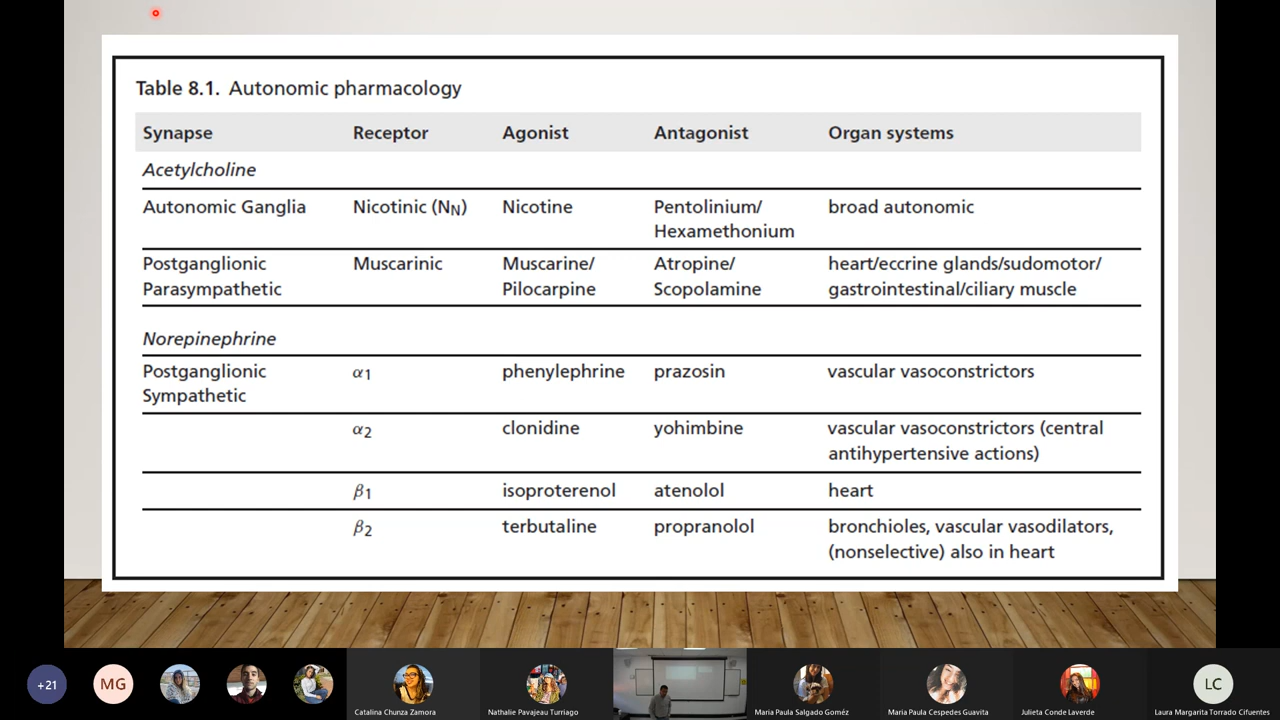 Table 8.1. Autonomic pharmacology
Synapse Receptor Agonist Antagonist Organ systems
Acetylcholine
Autonomic Ganglia Nicotinic (NN) Nicotine Pentolinium/ broad autonomic
Hexamethonium
Postganglionic Muscarinic Muscarine/ Atropine/ heart/eccrine glands/sudomotor/
Parasympathetic Pilocarpine Scopolamine gastrointestinal/ciliary muscle
Norepinephrine
Postganglionic α1 phenylephrine prazosin vascular vasoconstrictors
Sympathetic
α2 clonidine yohimbine vascular vasoconstrictors (central
antihypertensive actions)
β1 isoproterenol atenolol heart
β2 terbutaline propranolol bronchioles, vascular vasodilators,
(nonselective) also in heart
+21 MG LC
Catalina Chunza Zamora Nathalie Pavajeau Turriago Maria Paula Salgado Goméz Maria Paula Cespedes Guavita Julieta Conde Laverde Laura Margarita Torrado Cifuentes